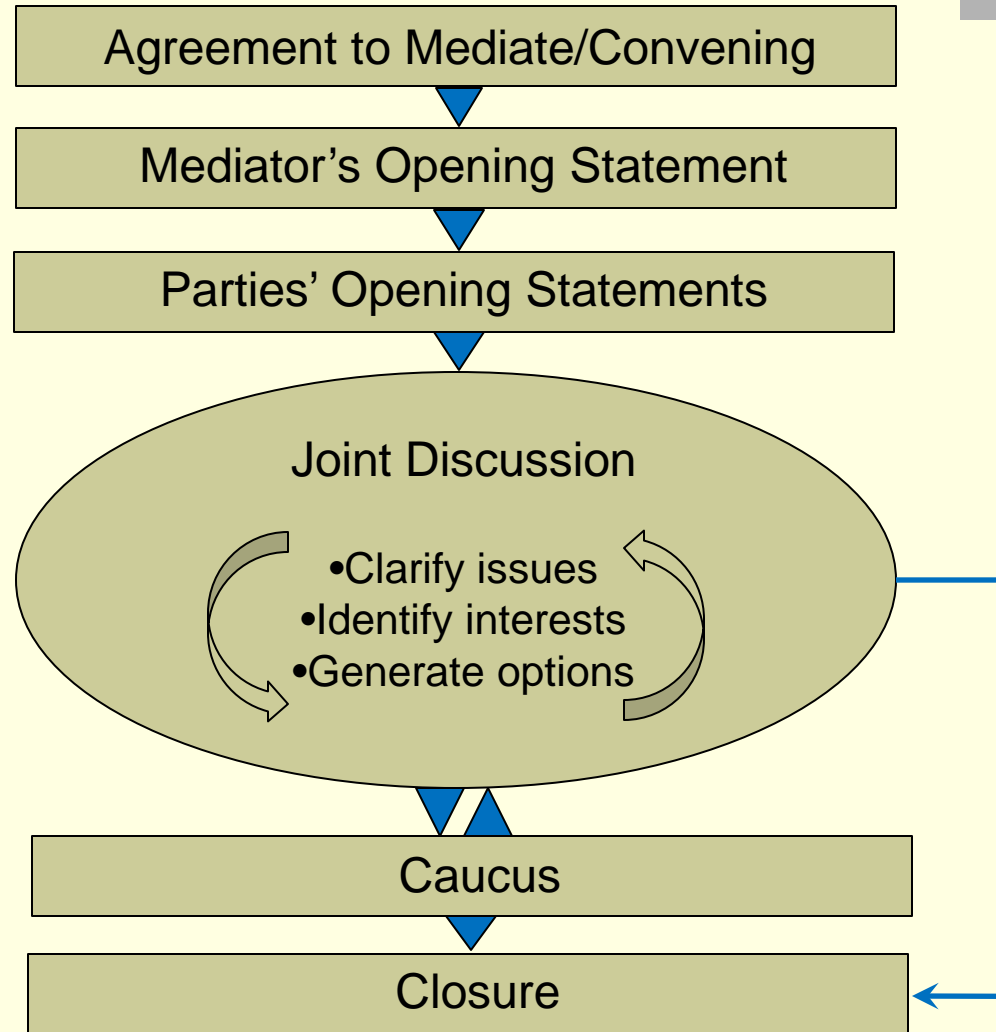 Agreement to Mediate/Convening
Mediator’s Opening Statement
Parties’ Opening Statements
Joint Discussion
•Clarify issues
•Identify interests
•Generate options
Caucus
Closure